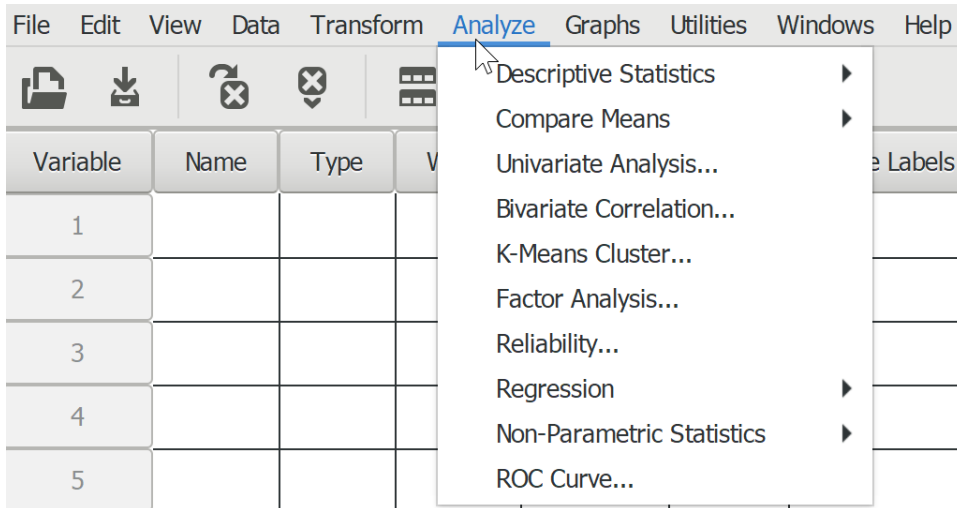 File Edit View Data Transform Analyze Graphs Utilities Windows Help
Descriptive Statistics
Compare Means
Univariate Analysis...
Bivariate Correlation...
K-Means Cluster...
Factor Analysis...
Reliability...
Regression
Non-Parametric Statistics
ROC Curve...
Variable Name Type Labels
1
2
3
4
5